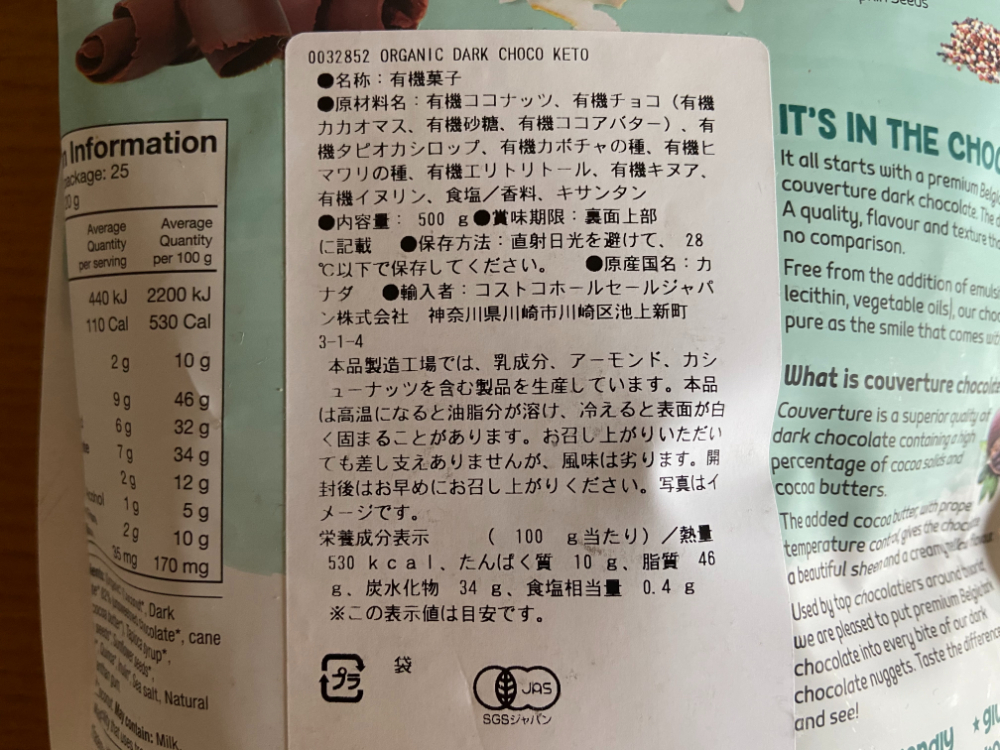 Information
package: 25
Average
Quantity
per serving
Average
Quantity
per 100 g
440 kJ 2200 kJ
110 Cal 530 Cal
2 g 10 g
9 g 46 g
6 g 32 g
7 g 34 g
2 g 12 g
1 g 5 g
2 g 10 g
35 mg 170 mg
Dark
cane
Sea salt, Natural
May contain: Milk
0032852 ORGANIC DARK CHOCO KETO
●名称：有機菓子
●原材料名：有機ココナッツ、有機チョコ（有機
カカオマス、有機砂糖、有機ココアバター）、有
機タピオカシロップ、有機カボチャの種、有機ヒ
マワリの種、有機エリトリトール、有機キヌア、
有機イヌリン、食塩／香料、キサンタン
●内容量： 500 g●賞味期限：裏面上部
に記載 ●保存方法：直射日光を避けて、 28
℃以下で保存してください。 ●原産国名：カ
ナダ ●輸入者：コストコホールセールジャパ
ン株式会社 神奈川県川崎市川崎区池上新町
3-1-4
本品製造工場では、乳成分、アーモンド、カシ
ューナッツを含む製品を生産しています。本品
は高温になると油脂分が溶け、冷えると表面が白
く固まることがあります。お召し上がりいただい
ても差し支えありませんが、風味は劣ります。開
封後はお早めにお召し上がりください。写真はイ
メージです。
栄養成分表示 （ 100 g当たり）／熱量
530 kcal、たんぱく質 10 g、脂質 46
g、炭水化物 34 g、食塩相当量 0.4 g
※この表示値は目安です。
プラ
袋
JAS
SGSジャパン
IT'S IN THE CHOC
It all starts with a premium Belgi
couverture dark chocolate. The
A quality, flavour and texture
no comparison.
Free from the addition of emulsi
lecithin, vegetable oils), our choc
pure as the smile that comes
What is couverture chocolate
Couverture is a superior quality of
dark chocolate containing a high
percentage of cocoa solids and
cocoa butters.
The added cocoa butter, with prope
temperature control, gives the
a beautiful sheen and a creamy
Used by top chocolatiers around
we are pleased to put premium Belgian
chocolate into every bite of our dark
chocolate nuggets. Taste the difference
and see!